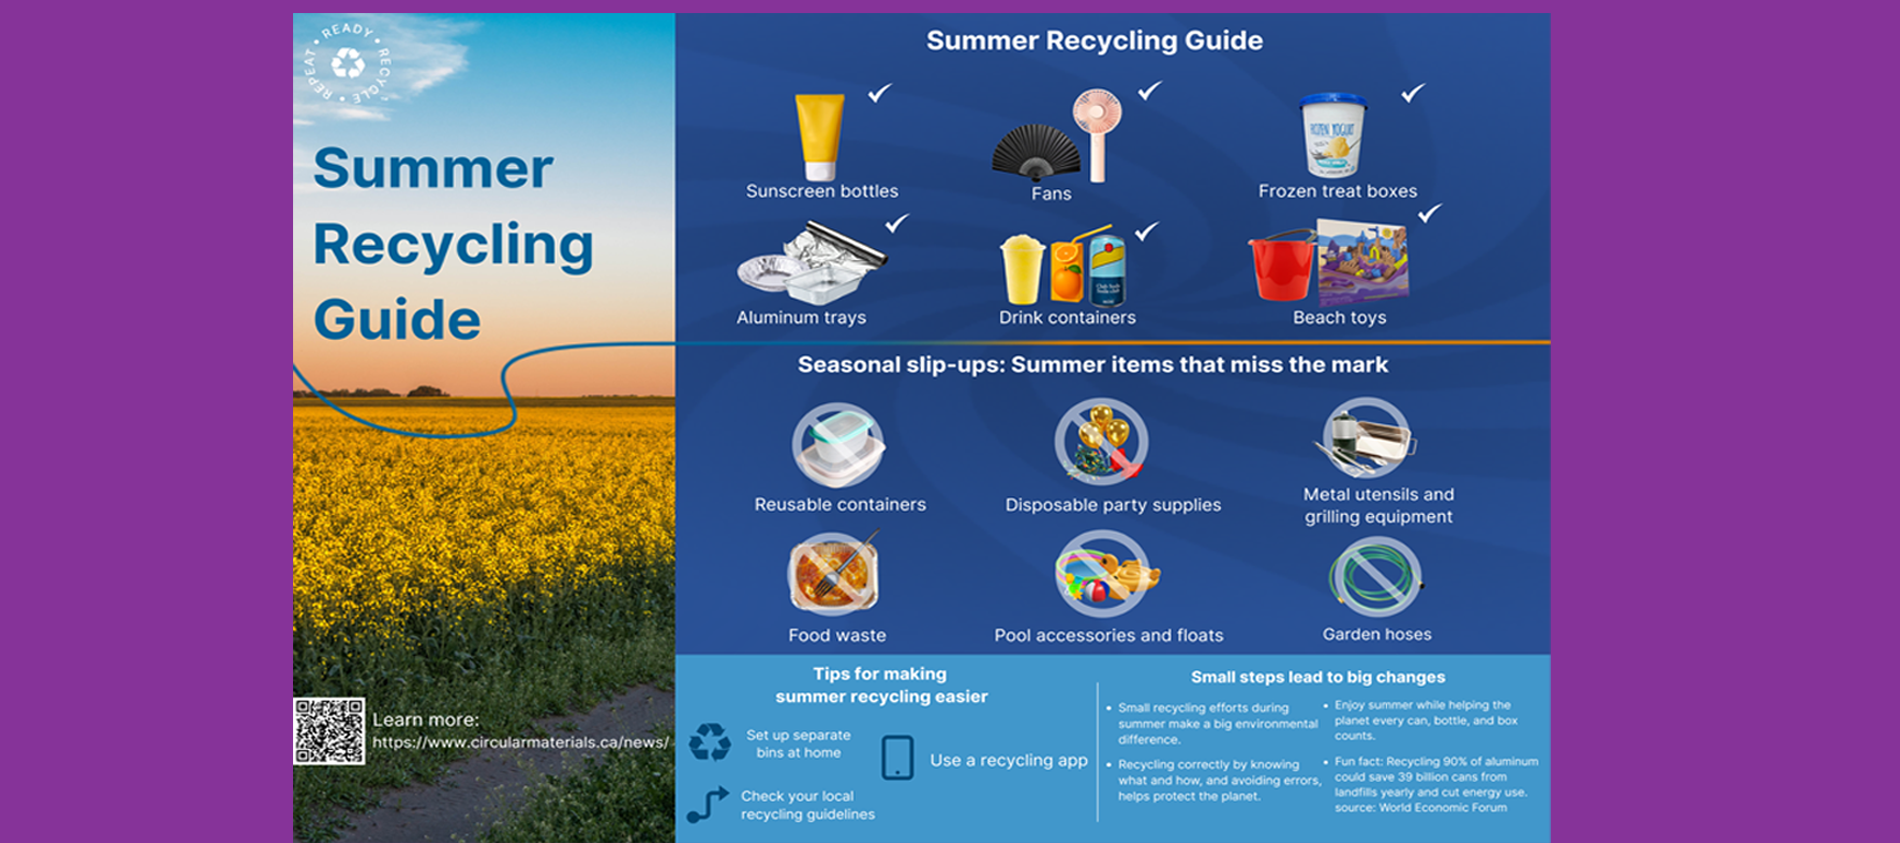 READY • RECYCLE • REPEAT •
Summer
Recycling
Guide
Learn more:
https://www.circularmaterials.ca/news/
Summer Recycling Guide
FROZEN YOGURT
Sunscreen bottles
Fans
Frozen treat boxes
Aluminum trays
Drink containers
Beach toys
Seasonal slip-ups: Summer items that miss the mark
Reusable containers
Disposable party supplies
Metal utensils and
grilling equipment
Food waste
Pool accessories and floats
Garden hoses
Tips for making
summer recycling easier
Set up separate
bins at home
Use a recycling app
Check your local
recycling guidelines
Small steps lead to big changes
• Small recycling efforts during
summer make a big environmental
difference.
• Recycling correctly by knowing
what and how, and avoiding errors,
helps protect the planet.
• Enjoy summer while helping the
planet every can, bottle, and box
counts.
• Fun fact: Recycling 90% of aluminum
could save 39 billion cans from
landfills yearly and cut energy use.
source: World Economic Forum